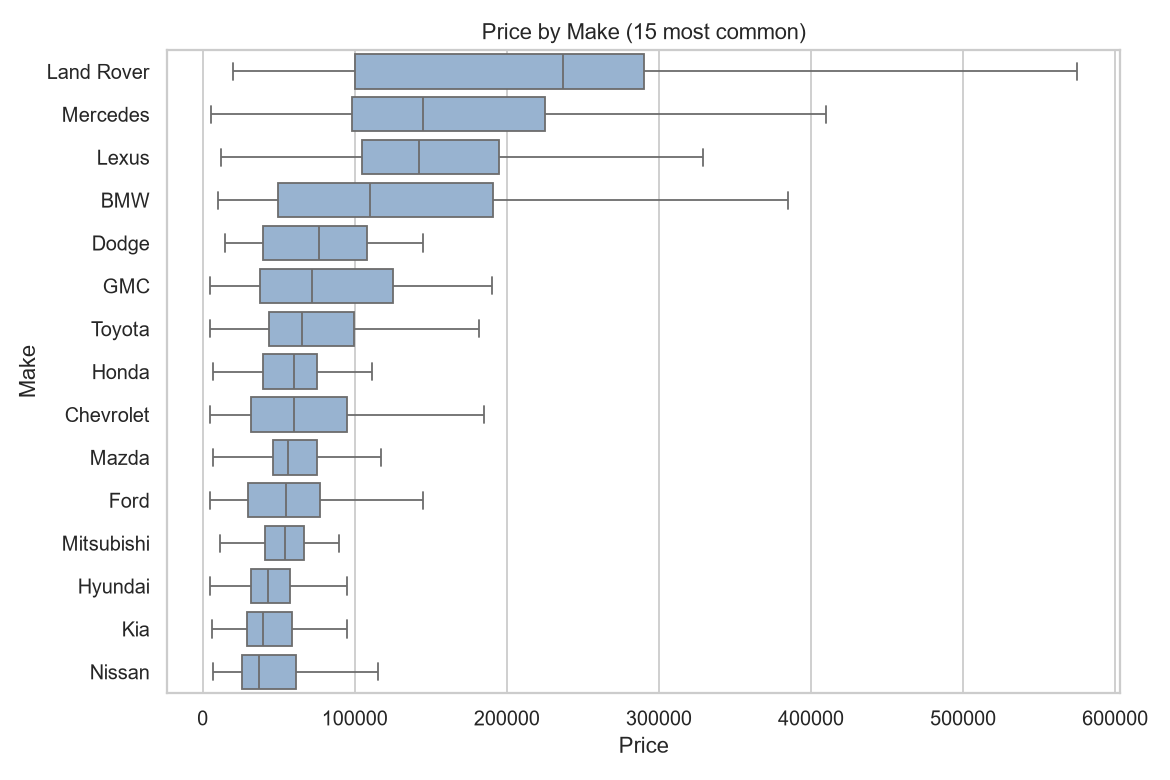 Price by Make (15 most common)
Land Rover
Mercedes
Lexus
BMW
Dodge
GMC
Toyota
Honda
Chevrolet
Mazda
Ford
Mitsubishi
Hyundai
Kia
Nissan
Make
0 100000 200000 300000 400000 500000 600000
Price